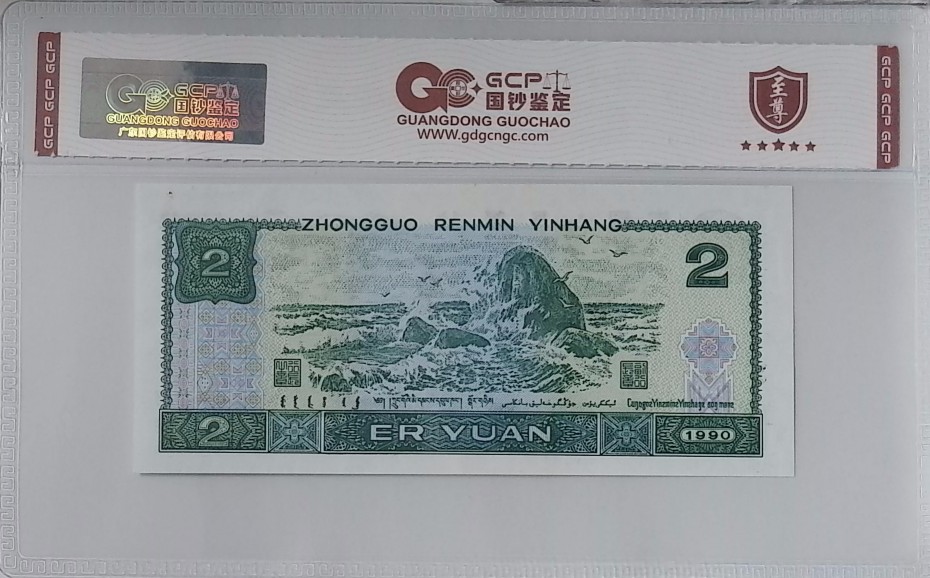 GCP GCP GCP
GCP
国钞鉴定
GUANGDONG GUOCHAO
广东国钞鉴定评估有限公司
GCP
国钞鉴定
GUANGDONG GUOCHAO
www.gdgcngc.com
至尊
GCP GCP GCP
ZHONGGUO RENMIN YINHANG
2
2
2
ER YUAN
1990